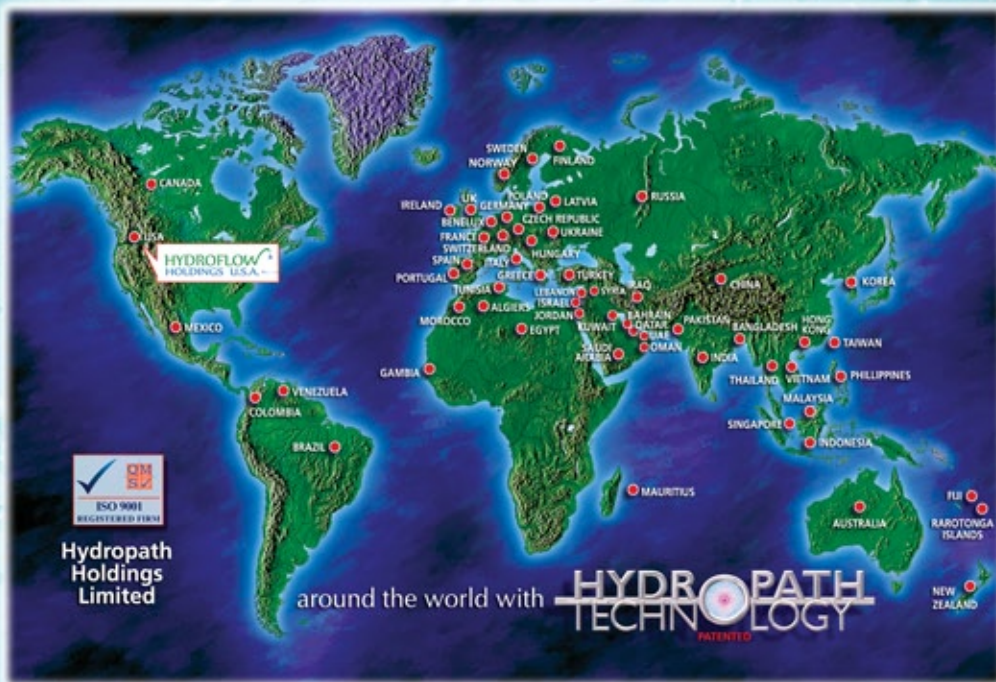 SWEDEN
NORWAY
FINLAND
CANADA
RUSSIA
IRELAND
UK
GERMANY
POLAND
LATVIA
BENELUX
CZECH REPUBLIC
FRANCE
UKRAINE
USA
SWITZERLAND
HUNGARY
HYDROFLOW
HOLDINGS U.S.A.
SPAIN
ITALY
PORTUGAL
GREECE
TURKEY
CHINA
KOREA
TUNISIA
LEBANON
SYRIA
IRAQ
ISRAEL
MOROCCO
ALGIERS
JORDAN
KUWAIT
BAHRAIN
QATAR
PAKISTAN
BANGLADESH
HONG
KONG
MEXICO
EGYPT
UAE
OMAN
TAIWAN
SAUDI
ARABIA
INDIA
GAMBIA
THAILAND
VIETNAM
PHILLIPPINES
VENEZUELA
COLOMBIA
MALAYSIA
SINGAPORE
BRAZIL
INDONESIA
MAURITIUS
FIJI
AUSTRALIA
RAROTONGA
ISLANDS
QM
S
ISO 9001
REGISTERED FIRM
Hydropath
Holdings
Limited
around the world with
HYDROPATH
TECHNOLOGY
PATENTED
NEW
ZEALAND